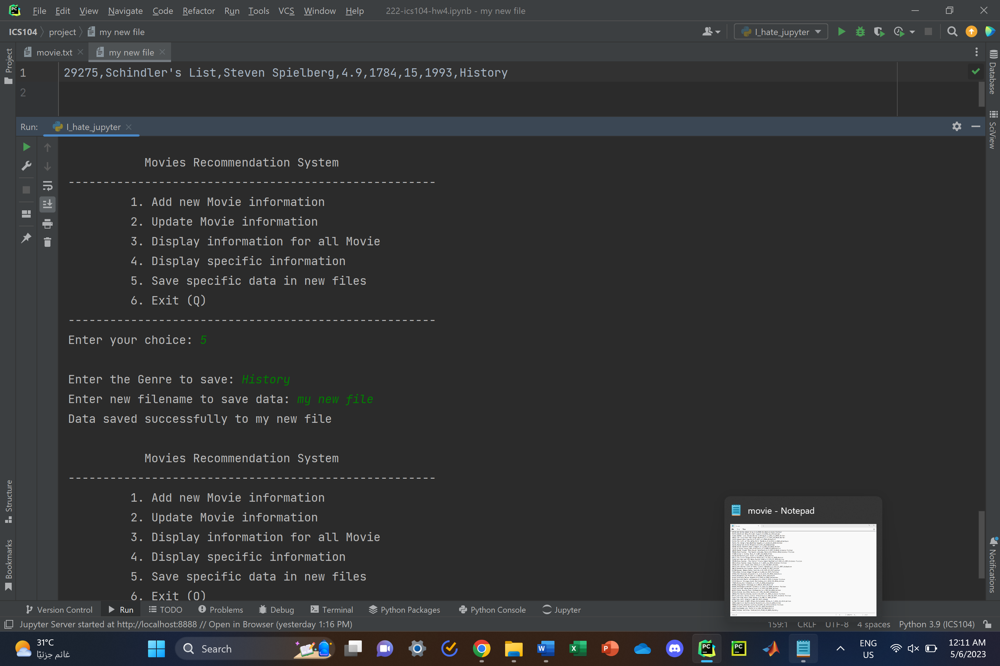 File Edit View Navigate Code Refactor Run Tools VCS Window Help 222-ics104-hw4.ipynb - my new file
ICS104 project my new file
I_hate_jupyter
movie.txt my new file
Project
1 29275,Schindler's List,Steven Spielberg,4.9,1784,15,1993,History
2
Database
SciView
Run: I_hate_jupyter
Movies Recommendation System
-----------------------------------------------------
1. Add new Movie information
2. Update Movie information
3. Display information for all Movie
4. Display specific information
5. Save specific data in new files
6. Exit (Q)
-----------------------------------------------------
Enter your choice: 5
Enter the Genre to save: History
Enter new filename to save data: my new file
Data saved successfully to my new file
Movies Recommendation System
-----------------------------------------------------
1. Add new Movie information
2. Update Movie information
3. Display information for all Movie
4. Display specific information
5. Save specific data in new files
6. Exit (Q)
Structure
Bookmarks
Notifications
movie - Notepad
Version Control Run TODO Problems Debug Terminal Python Packages Python Console Jupyter
Jupyter Server started at http://localhost:8888 // Open in Browser (yesterday 1:16 PM) 159:1 CRLF UTF-8 4 spaces Python 3.9 (ICS104)
31°C
غائم جزئيًا
Search
ENG
US
12:11 AM
5/6/2023